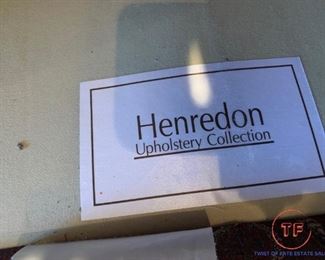 Henredon
Upholstery Collection
TF
TWIST OF FATE ESTATE SALES